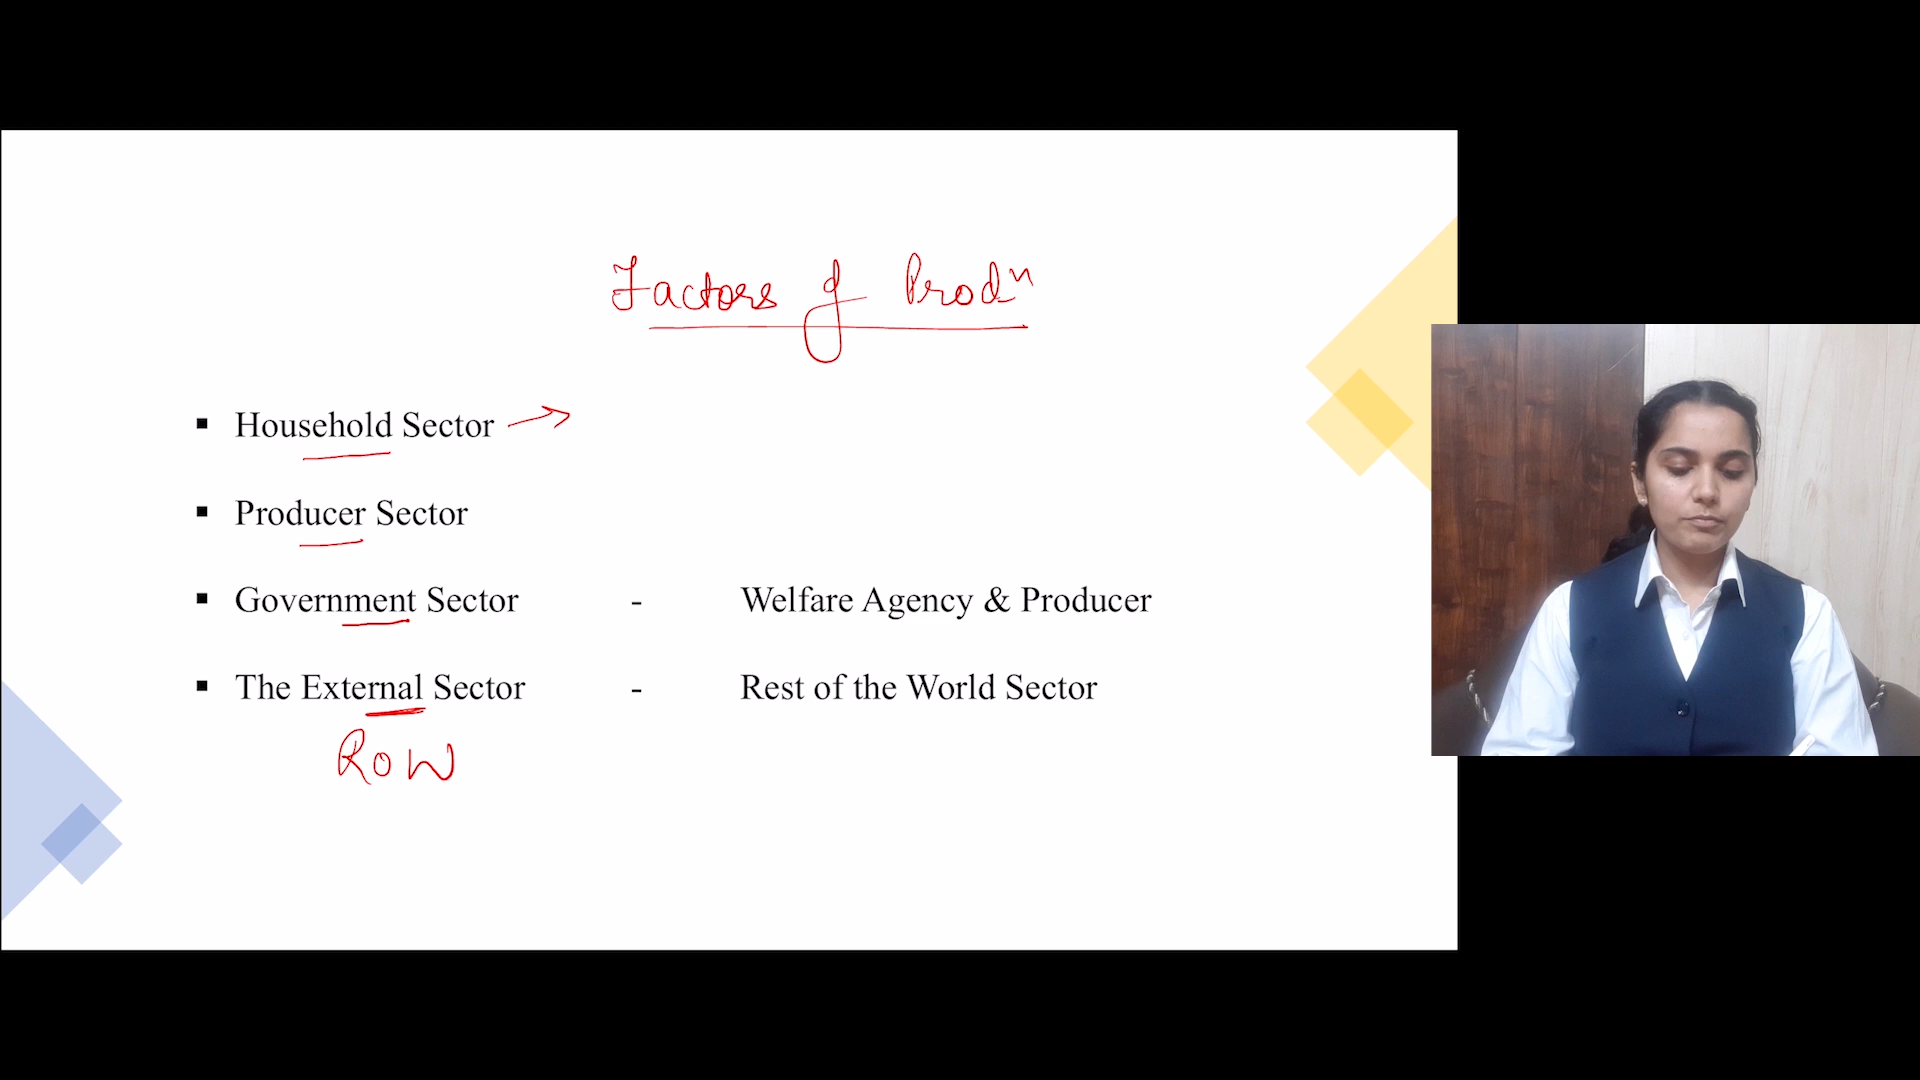 Factors of Prodn
▪ Household Sector →
▪ Producer Sector
▪ Government Sector - Welfare Agency & Producer
▪ The External Sector - Rest of the World Sector
ROW